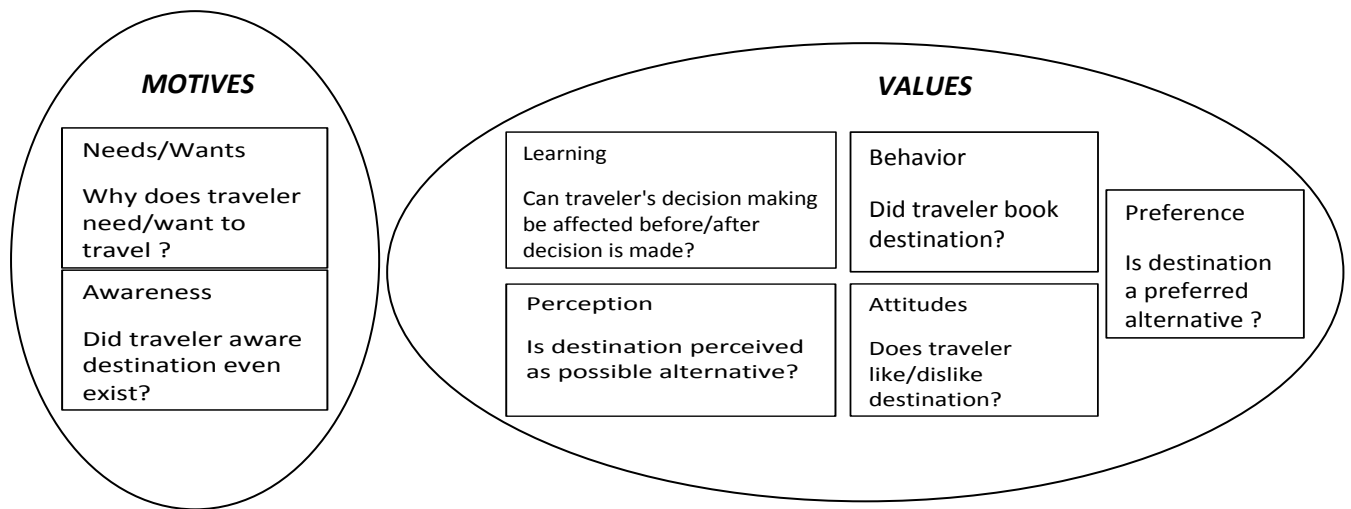 MOTIVES
Needs/Wants
Why does traveler
need/want to
travel ?
Awareness
Did traveler aware
destination even
exist?
VALUES
Learning
Can traveler's decision making
be affected before/after
decision is made?
Perception
Is destination perceived
as possible alternative?
Behavior
Did traveler book
destination?
Attitudes
Does traveler
like/dislike
destination?
Preference
Is destination
a preferred
alternative ?